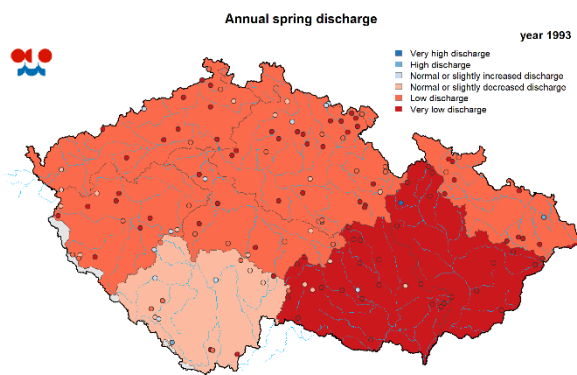 Annual spring discharge
year 1993
Very high discharge
High discharge
Normal or slightly increased discharge
Normal or slightly decreased discharge
Low discharge
Very low discharge